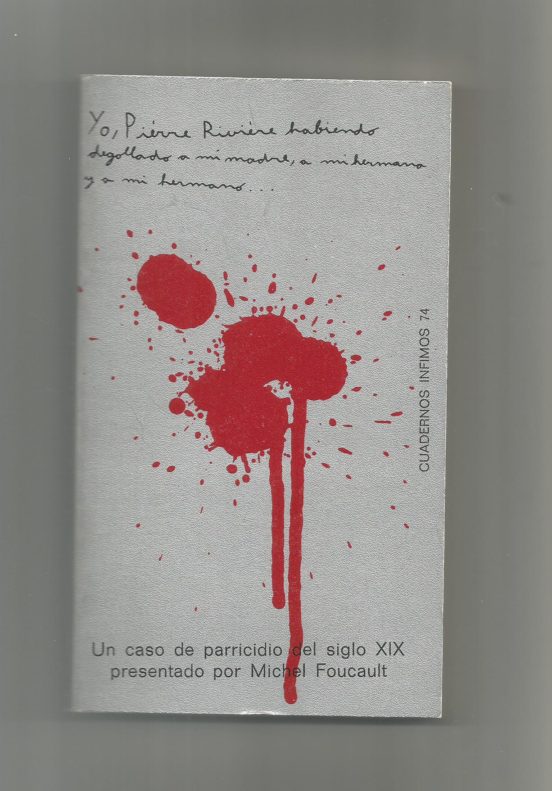 Yo, Piérre Rivière habiendo
degollado a mi madre, a mi hermana
y a mi hermano...
CUADERNOS INFIMOS 74
Un caso de parricidio del siglo XIX
presentado por Michel Foucault